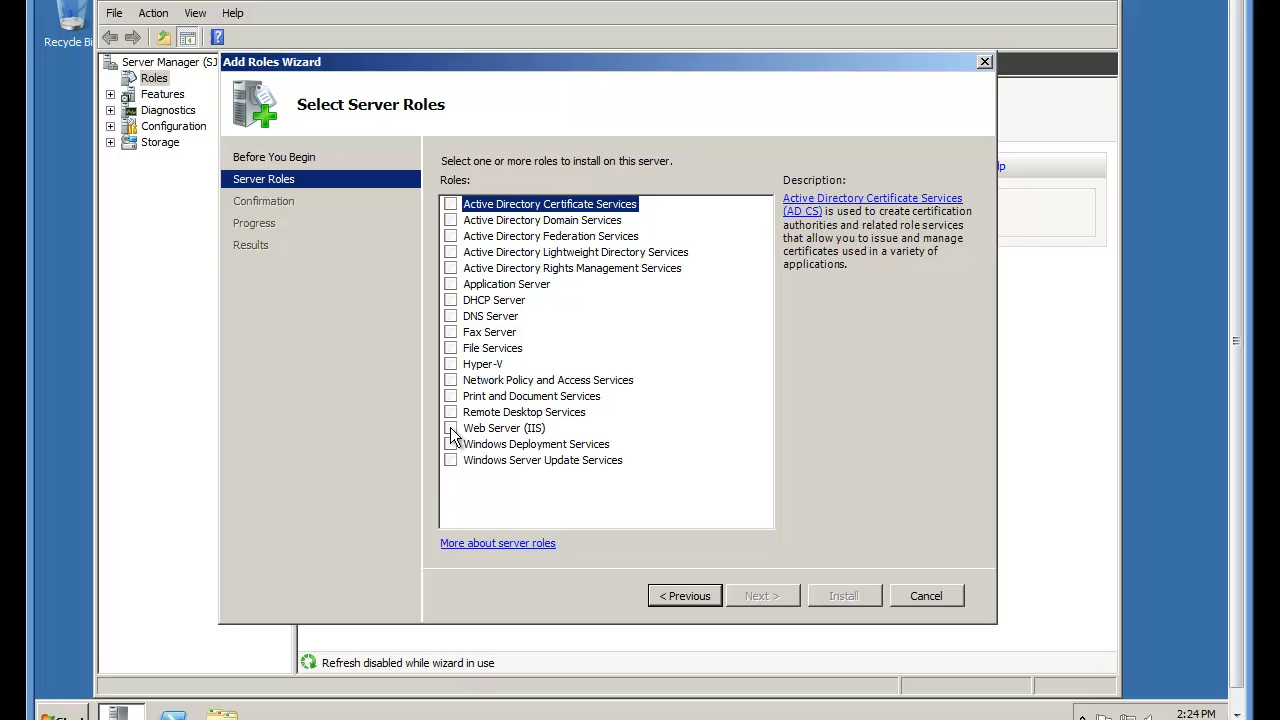 File Action View Help
Recycle Bi
Server Manager (SJ
Roles
Features
Diagnostics
Configuration
Storage
Add Roles Wizard
Select Server Roles
Before You Begin
Server Roles
Confirmation
Progress
Results
Select one or more roles to install on this server.
Roles:
Active Directory Certificate Services
Active Directory Domain Services
Active Directory Federation Services
Active Directory Lightweight Directory Services
Active Directory Rights Management Services
Application Server
DHCP Server
DNS Server
Fax Server
File Services
Hyper-V
Network Policy and Access Services
Print and Document Services
Remote Desktop Services
Web Server (IIS)
Windows Deployment Services
Windows Server Update Services
More about server roles
Description:
Active Directory Certificate Services
(AD CS) is used to create certification
authorities and related role services
that allow you to issue and manage
certificates used in a variety of
applications.
lp
< Previous Next > Install Cancel
Refresh disabled while wizard in use
Start
2:24 PM